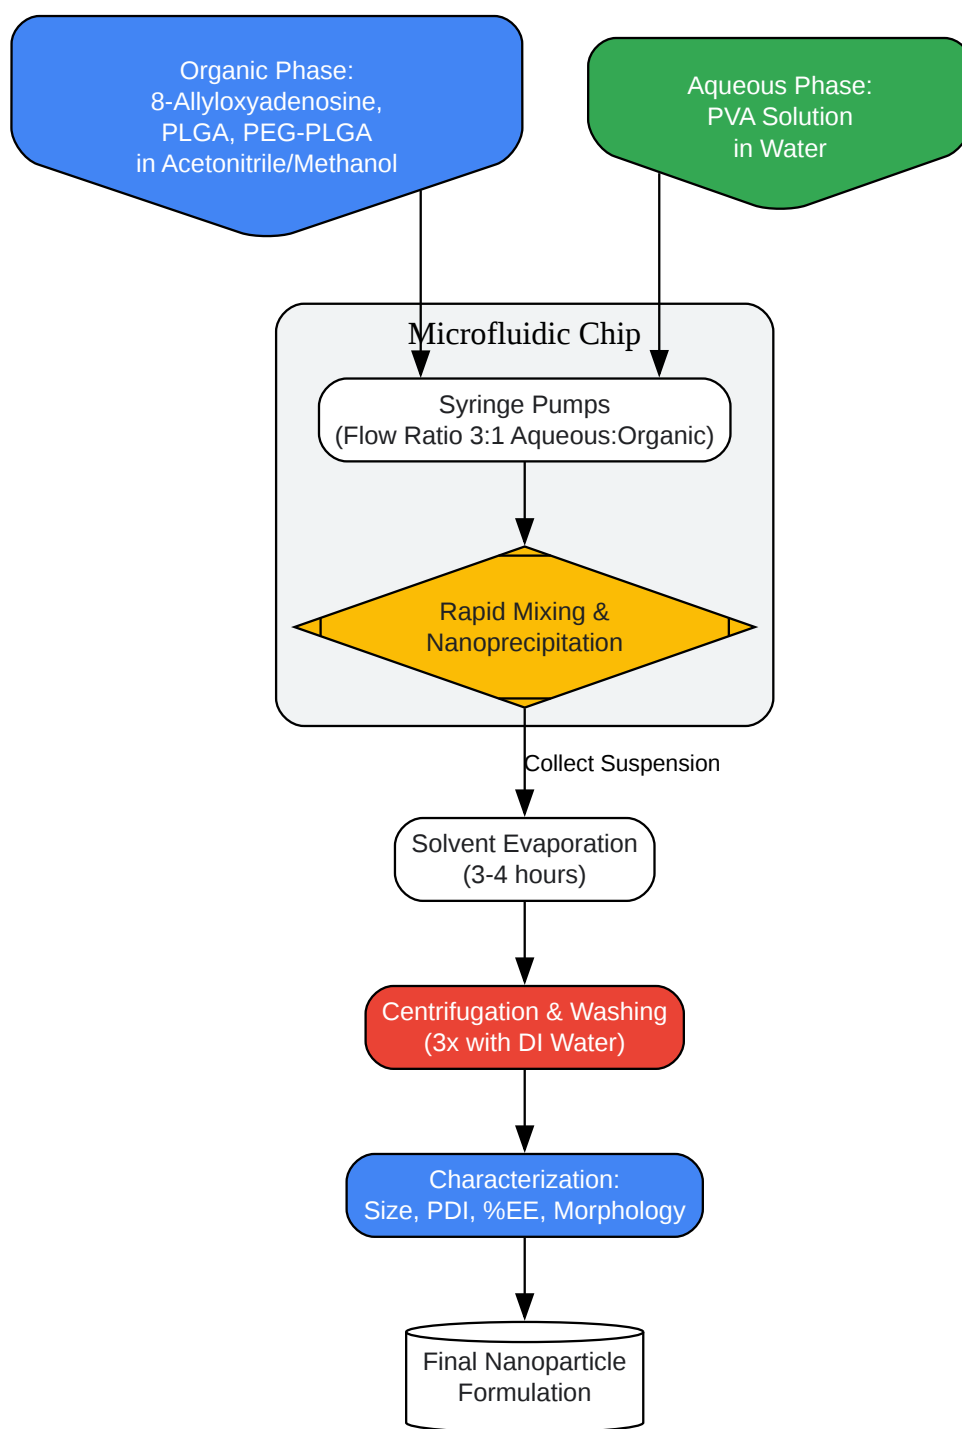 Organic Phase:
8-Allyloxyadenosine,
PLGA, PEG-PLGA
in Acetonitrile/Methanol
Aqueous Phase:
PVA Solution
in Water
Microfluidic Chip
Syringe Pumps
(Flow Ratio 3:1 Aqueous:Organic)
Rapid Mixing &
Nanoprecipitation
Collect Suspension
Solvent Evaporation
(3-4 hours)
Centrifugation & Washing
(3x with DI Water)
Characterization:
Size, PDI, %EE, Morphology
Final Nanoparticle
Formulation